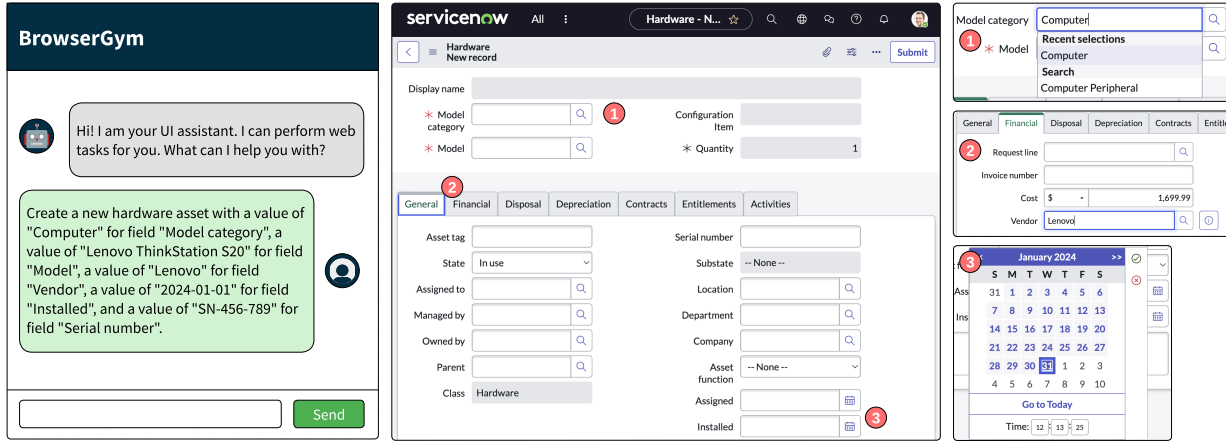 BrowserGym
Hi! I am your UI assistant. I can perform web
tasks for you. What can I help you with?
Create a new hardware asset with a value of
"Computer" for field "Model category", a
value of "Lenovo ThinkStation S20" for field
"Model", a value of "Lenovo" for field
"Vendor", a value of "2024-01-01" for field
"Installed", and a value of "SN-456-789" for
field "Serial number".
Send
servicenow All Hardware - N...
Hardware
New record
Submit
Display name
* Model
category
1
Configuration
Item
* Model
* Quantity 1
2
General Financial Disposal Depreciation Contracts Entitlements Activities
Asset tag
Serial number
State In use
Substate -- None --
Assigned to
Location
Managed by
Department
Owned by
Company
Parent
Asset
function
-- None --
Class Hardware
Assigned
Installed
3
Model category Computer
1
* Model
Recent selections
Computer
Search
Computer Peripheral
General Financial Disposal Depreciation Contracts Entitle
2
Request line
Invoice number
Cost $ 1,699.99
Vendor Lenovo
3
January 2024 >>
S M T W T F S
31 1 2 3 4 5 6
7 8 9 10 11 12 13
14 15 16 17 18 19 20
21 22 23 24 25 26 27
28 29 30 31 1 2 3
4 5 6 7 8 9 10
Go to Today
Time: 12 : 13 : 25
Ass
Ins